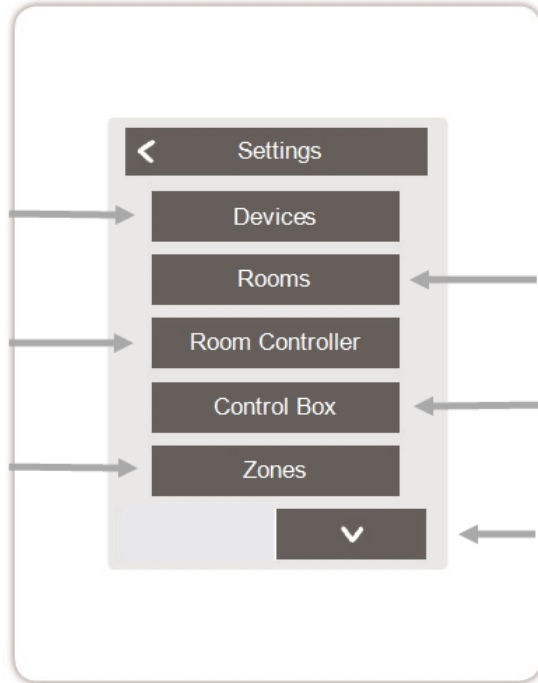 Settings
Devices
Rooms
Room Controller
Control Box
Zones